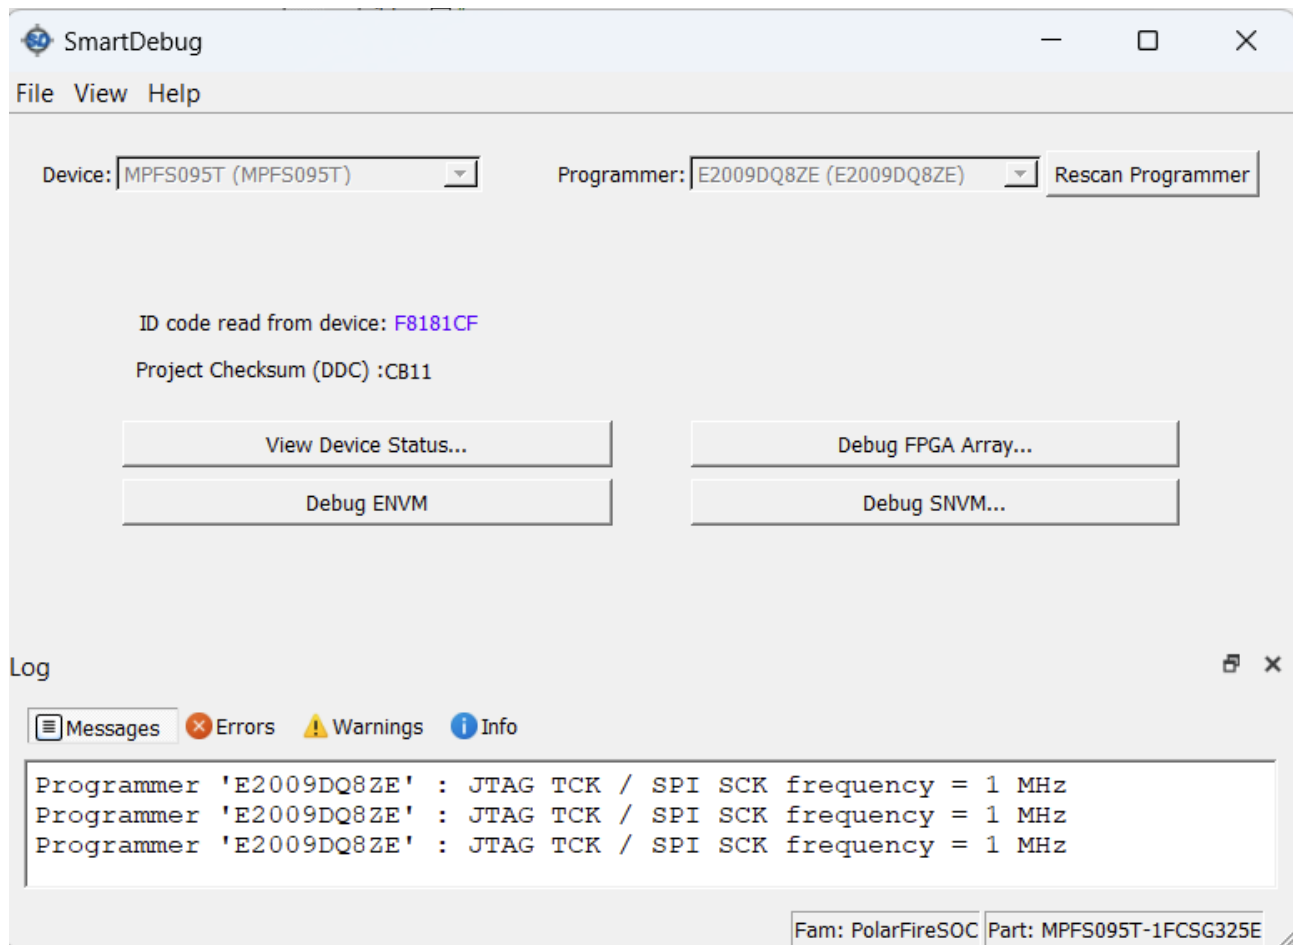 SmartDebug
File View Help
Device: MPFS095T (MPFS095T) Programmer: E2009DQ8ZE (E2009DQ8ZE) Rescan Programmer
ID code read from device: F8181CF
Project Checksum (DDC) :CB11
View Device Status... Debug FPGA Array...
Debug ENVM Debug SNVM...
Log
Messages Errors Warnings Info
Programmer 'E2009DQ8ZE' : JTAG TCK / SPI SCK frequency = 1 MHz
Programmer 'E2009DQ8ZE' : JTAG TCK / SPI SCK frequency = 1 MHz
Programmer 'E2009DQ8ZE' : JTAG TCK / SPI SCK frequency = 1 MHz
Fam: PolarFireSOC Part: MPFS095T-1FCSG325E